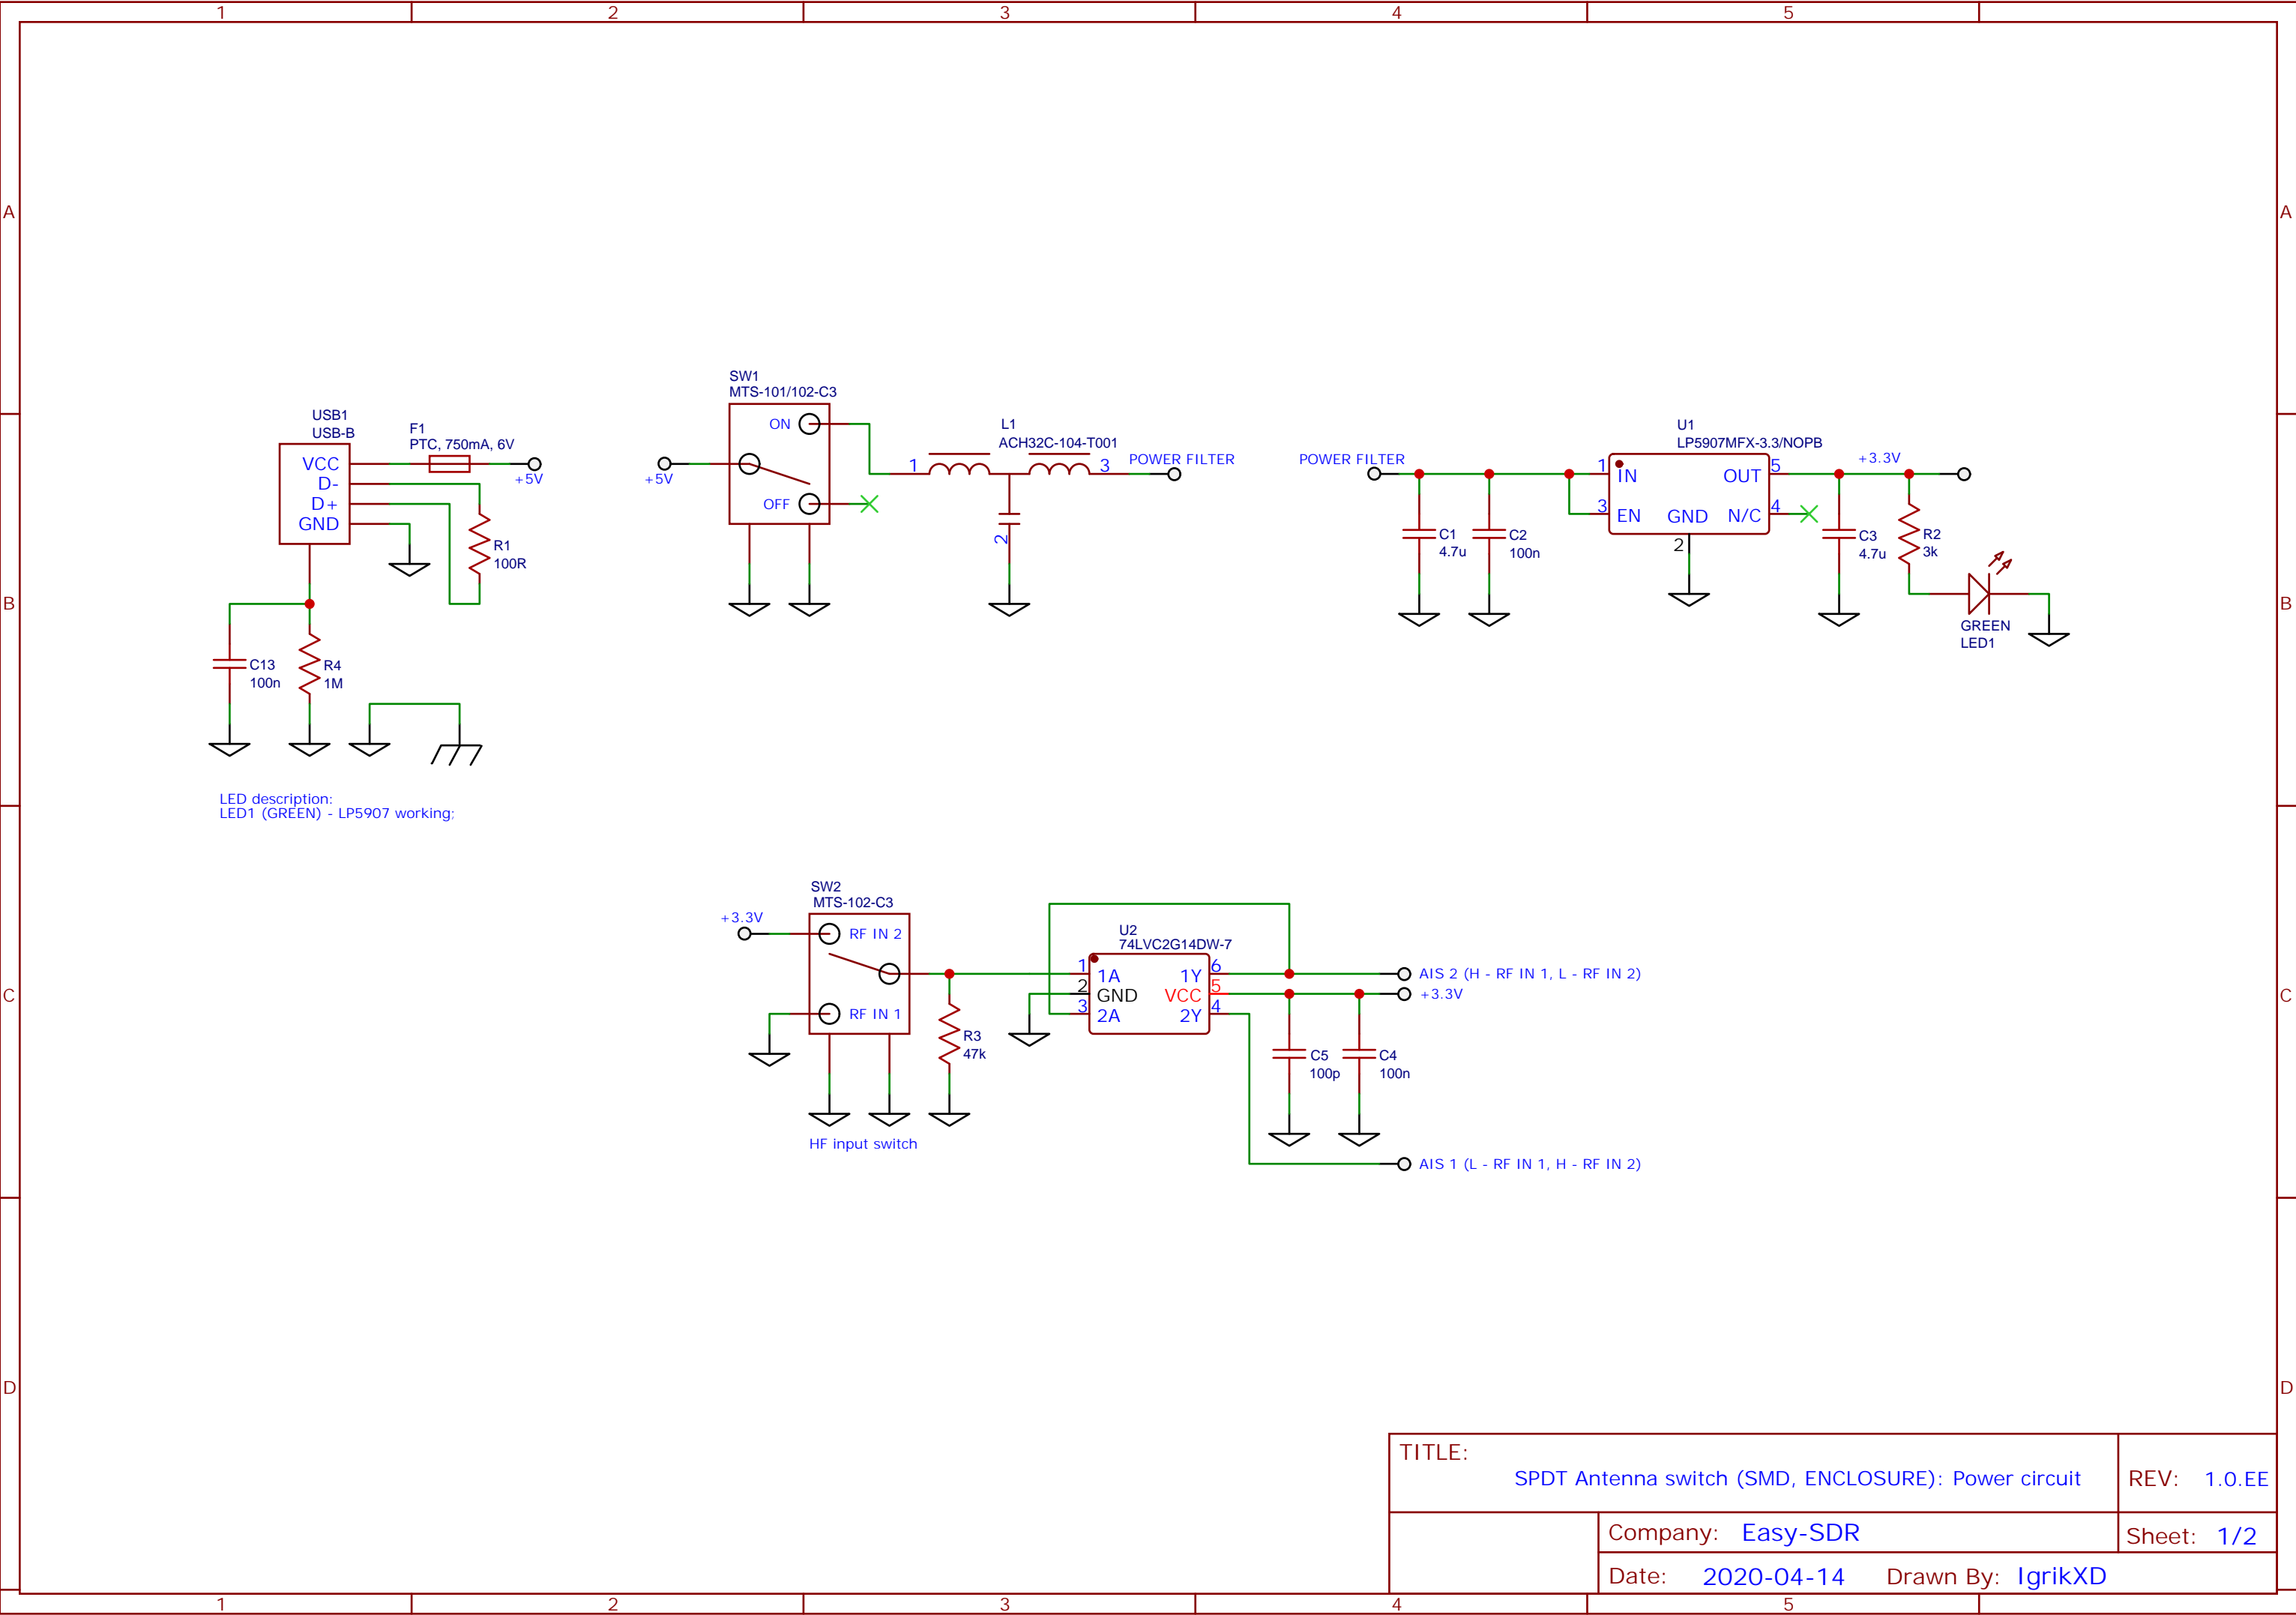 1 2 3 4 5
A A
B B
C C
D D
USB1
USB-B
VCC
D-
D+
GND
F1
PTC, 750mA, 6V
+5V
R1
100R
C13
100n
R4
1M
LED description:
LED1 (GREEN) - LP5907 working;
SW1
MTS-101/102-C3
+5V
ON
OFF
L1
ACH32C-104-T001
1
3
2
POWER FILTER
POWER FILTER
C1
4.7u
C2
100n
U1
LP5907MFX-3.3/NOPB
1 IN
3 EN
GND
2
OUT 5
N/C 4
+3.3V
C3
4.7u
R2
3k
GREEN
LED1
SW2
MTS-102-C3
+3.3V
RF IN 2
RF IN 1
HF input switch
R3
47k
U2
74LVC2G14DW-7
1 1A 1Y 6
2 GND VCC 5
3 2A 2Y 4
AIS 2 (H - RF IN 1, L - RF IN 2)
+3.3V
C5
100p
C4
100n
AIS 1 (L - RF IN 1, H - RF IN 2)
TITLE:
SPDT Antenna switch (SMD, ENCLOSURE): Power circuit
REV: 1.0.EE
Company: Easy-SDR
Sheet: 1/2
Date: 2020-04-14 Drawn By: IgrikXD
1 2 3 4 5